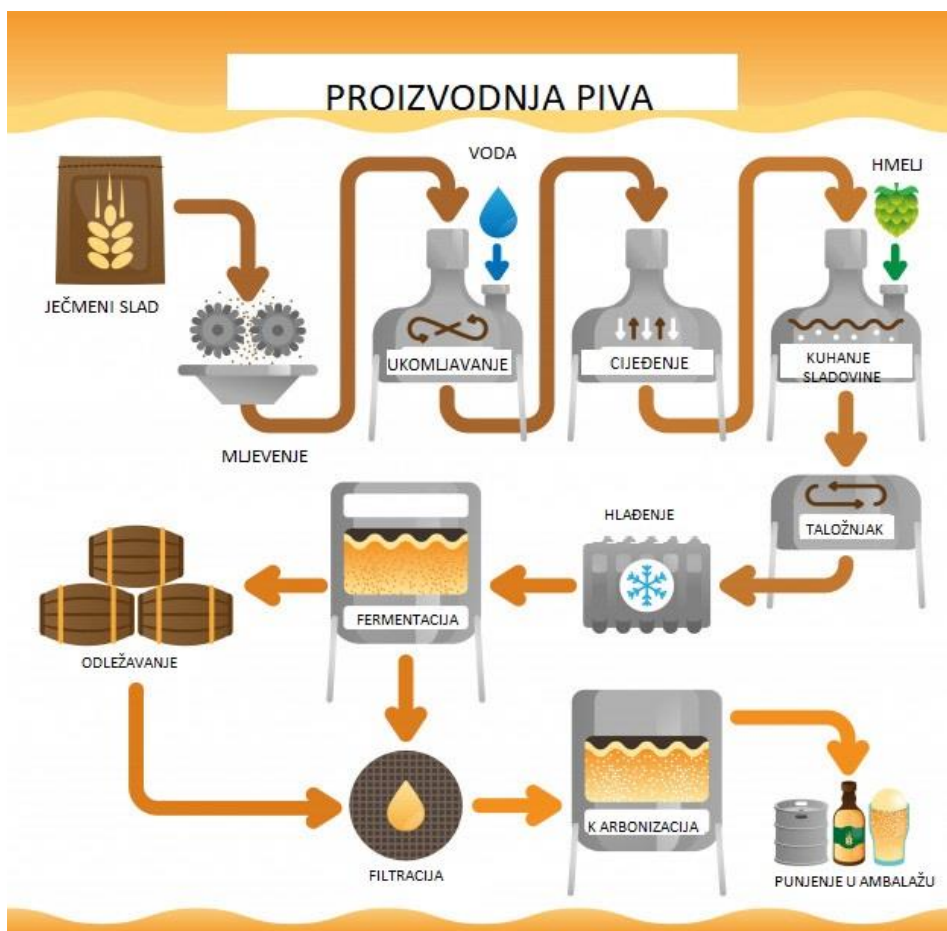 PROIZVODNJA PIVA
VODA
HMELJ
JEČMENI SLAD
UKOMLJAVANJE
CIJEĐENJE
KUHANJE
SLADOVINE
MLJEVENJE
HLAĐENJE
TALOŽNJAK
FERMENTACIJA
ODLEŽAVANJE
K ARBONIZACIJA
FILTRACIJA
PUNJENJE U AMBALAŽU